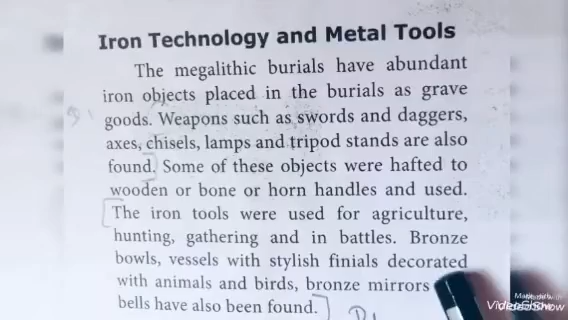 Iron Technology and Metal Tools
The megalithic burials have abundant
iron objects placed in the burials as grave
goods. Weapons such as swords and daggers,
axes, chisels, lamps and tripod stands are also
found. Some of these objects were hafted to
wooden or bone or horn handles and used.
The iron tools were used for agriculture,
hunting, gathering and in battles. Bronze
bowls, vessels with stylish finials decorated
with animals and birds, bronze mirrors
bells have also been found.
VideoShow